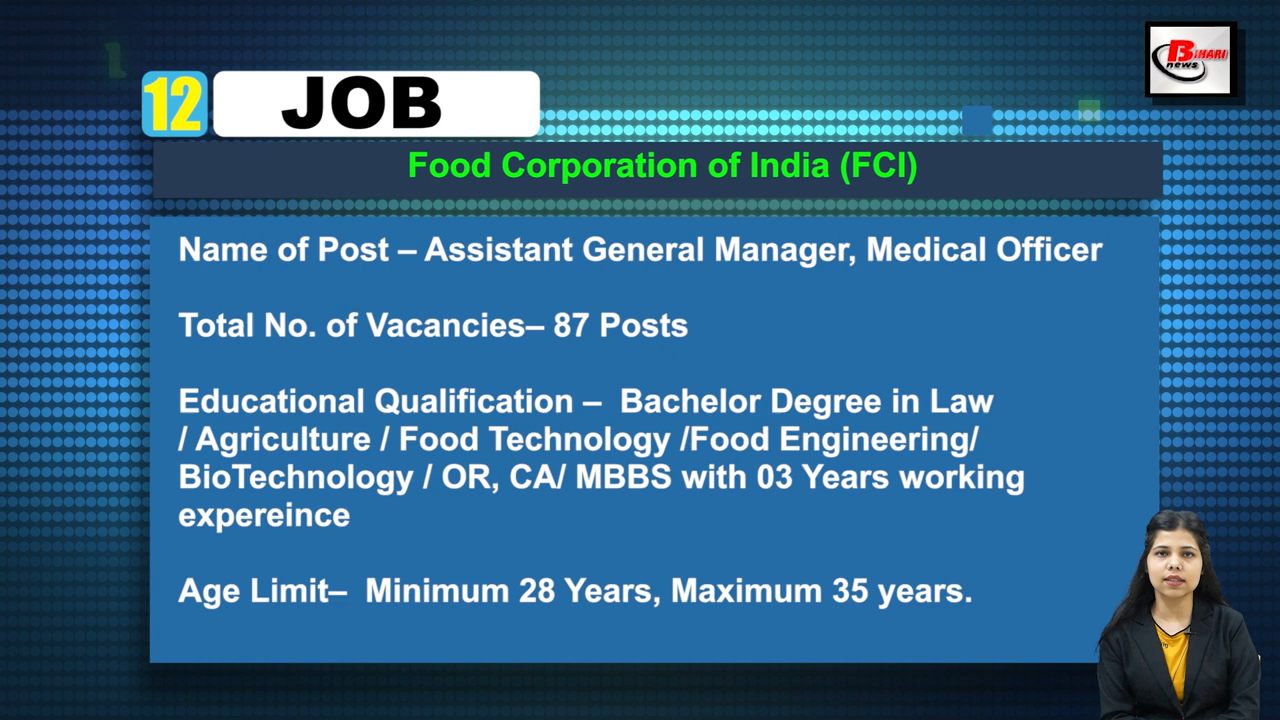 BIHARI
news
12 JOB
Food Corporation of India (FCI)
Name of Post – Assistant General Manager, Medical Officer
Total No. of Vacancies– 87 Posts
Educational Qualification – Bachelor Degree in Law
/ Agriculture / Food Technology /Food Engineering/
BioTechnology / OR, CA/ MBBS with 03 Years working
expereince
Age Limit– Minimum 28 Years, Maximum 35 years.